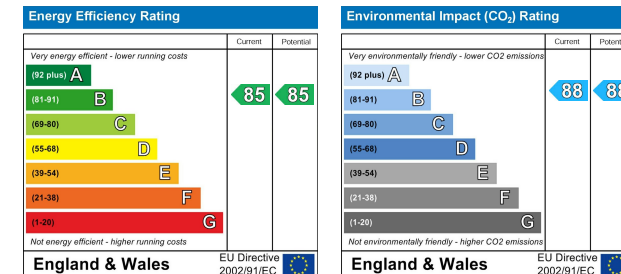 Energy Efficiency Rating
Current Potential
Very energy efficient - lower running costs
(92 plus) A
(81-91) B
85 85
(69-80) C
(55-68) D
(39-54) E
(21-38) F
(1-20) G
Not energy efficient - higher running costs
England & Wales
EU Directive
2002/91/EC
Environmental Impact (CO₂) Rating
Current Potent
Very environmentally friendly - lower CO2 emissions
(92 plus) A
(81-91) B
88 88
(69-80) C
(55-68) D
(39-54) E
(21-38) F
(1-20) G
Not environmentally friendly - higher CO2 emissions
England & Wales
EU Directive
2002/91/EC